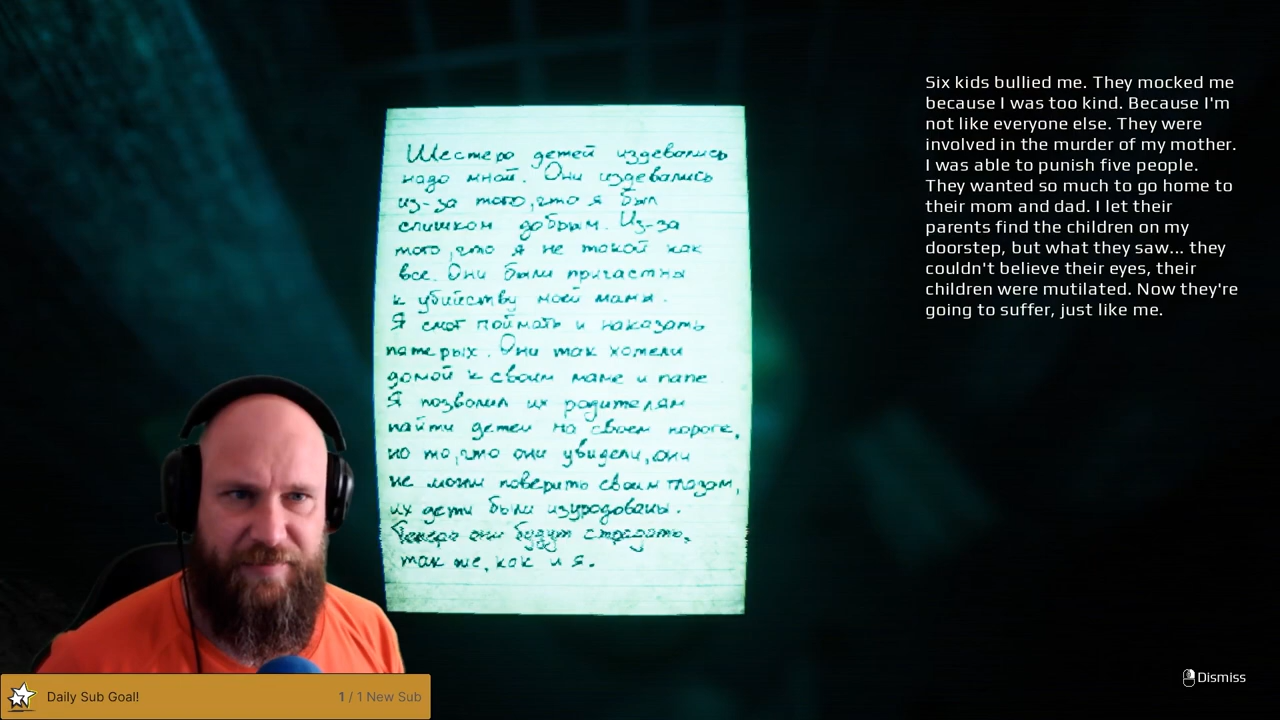 Шестеро детей издевались
надо мной. Они издевались
из-за того, что я был
слишком добрым. Из-за
того, что я не такой как
все. Они были причастны
к убийству моей мамы.
Я смог поймать и наказать
пятерых. Они так хотели
домой к своим маме и папе
Я позволил их родителям
найти детей на своем пороге,
но то, что они увидели, они
не могли поверить своим глазам,
их дети были изуродованы.
Теперь они будут страдать,
так же, как и я.
Six kids bullied me. They mocked me
because I was too kind. Because I'm
not like everyone else. They were
involved in the murder of my mother.
I was able to punish five people.
They wanted so much to go home to
their mom and dad. I let their
parents find the children on my
doorstep, but what they saw... they
couldn't believe their eyes, their
children were mutilated. Now they're
going to suffer, just like me.
Daily Sub Goal! 1 / 1 New Sub
Dismiss